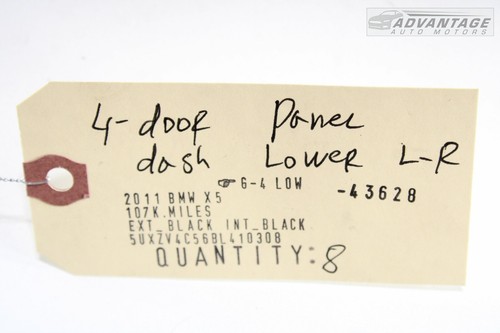 ADVANTAGE
AUTO MOTORS
4-door Panel
dash Lower L-R
☞ G-4 LOW -43628
2011 BMW X5
107K.MILES
EXT_BLACK INT_BLACK
5UXZV4C56BL410308
QUANTITY: 8